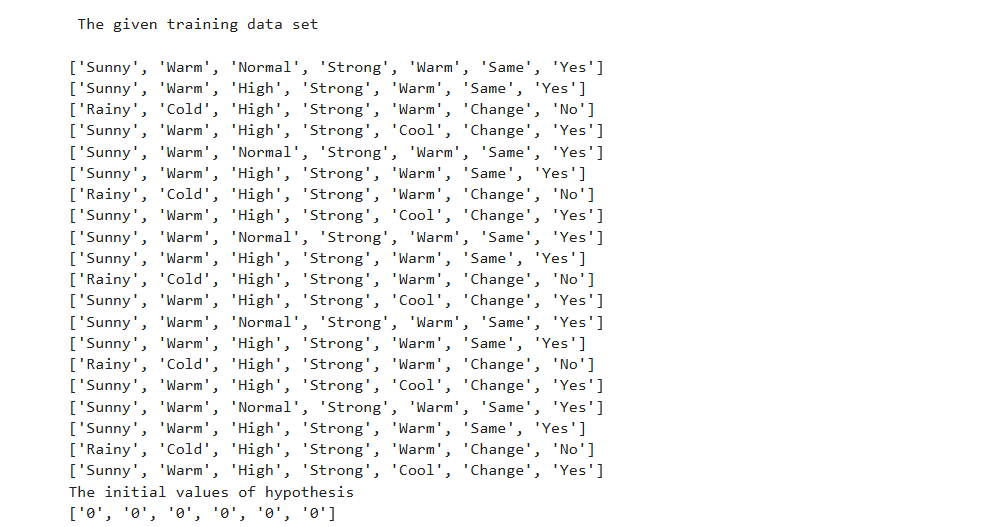 The given training data set
['Sunny', 'Warm', 'Normal', 'Strong', 'Warm', 'Same', 'Yes']
['Sunny', 'Warm', 'High', 'Strong', 'Warm', 'Same', 'Yes']
['Rainy', 'Cold', 'High', 'Strong', 'Warm', 'Change', 'No']
['Sunny', 'Warm', 'High', 'Strong', 'Cool', 'Change', 'Yes']
['Sunny', 'Warm', 'Normal', 'Strong', 'Warm', 'Same', 'Yes']
['Sunny', 'Warm', 'High', 'Strong', 'Warm', 'Same', 'Yes']
['Rainy', 'Cold', 'High', 'Strong', 'Warm', 'Change', 'No']
['Sunny', 'Warm', 'High', 'Strong', 'Cool', 'Change', 'Yes']
['Sunny', 'Warm', 'Normal', 'Strong', 'Warm', 'Same', 'Yes']
['Sunny', 'Warm', 'High', 'Strong', 'Warm', 'Same', 'Yes']
['Rainy', 'Cold', 'High', 'Strong', 'Warm', 'Change', 'No']
['Sunny', 'Warm', 'High', 'Strong', 'Cool', 'Change', 'Yes']
['Sunny', 'Warm', 'Normal', 'Strong', 'Warm', 'Same', 'Yes']
['Sunny', 'Warm', 'High', 'Strong', 'Warm', 'Same', 'Yes']
['Rainy', 'Cold', 'High', 'Strong', 'Warm', 'Change', 'No']
['Sunny', 'Warm', 'High', 'Strong', 'Cool', 'Change', 'Yes']
['Sunny', 'Warm', 'Normal', 'Strong', 'Warm', 'Same', 'Yes']
['Sunny', 'Warm', 'High', 'Strong', 'Warm', 'Same', 'Yes']
['Rainy', 'Cold', 'High', 'Strong', 'Warm', 'Change', 'No']
['Sunny', 'Warm', 'High', 'Strong', 'Cool', 'Change', 'Yes']
The initial values of hypothesis
['0', '0', '0', '0', '0', '0']